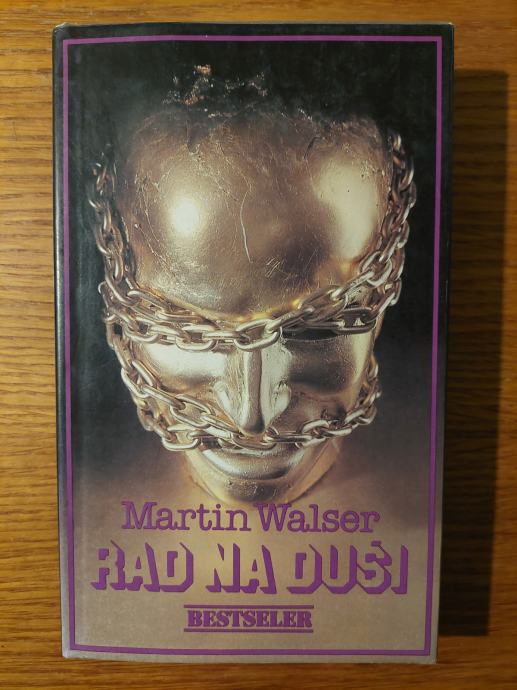 Martin Walser
RAD NA DUŠI
BESTSELER